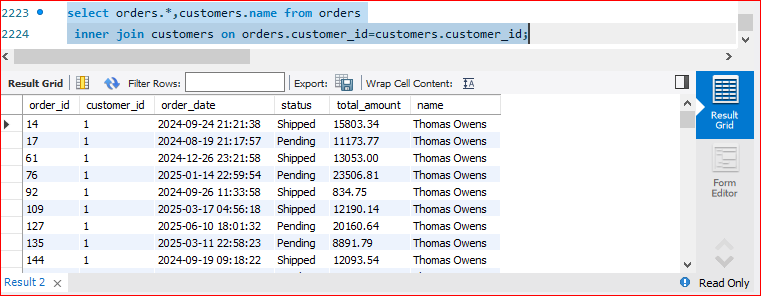 2223 select orders.*,customers.name from orders
2224 inner join customers on orders.customer_id=customers.customer_id;
Result Grid Filter Rows: Export: Wrap Cell Content: IA
order_id customer_id order_date status total_amount name
14 1 2024-09-24 21:21:38 Shipped 15803.34 Thomas Owens
17 1 2024-08-19 21:17:57 Pending 11173.77 Thomas Owens
61 1 2024-12-26 23:21:58 Shipped 13053.00 Thomas Owens
76 1 2025-01-14 22:59:54 Pending 23506.81 Thomas Owens
92 1 2024-09-26 11:33:58 Shipped 834.75 Thomas Owens
109 1 2025-03-17 04:56:18 Shipped 12190.14 Thomas Owens
127 1 2025-06-10 18:01:32 Pending 20160.64 Thomas Owens
135 1 2025-03-11 22:58:23 Pending 8891.79 Thomas Owens
144 1 2024-09-19 09:18:22 Shipped 12093.54 Thomas Owens
Result
Grid
Form
Editor
Result 2 Read Only